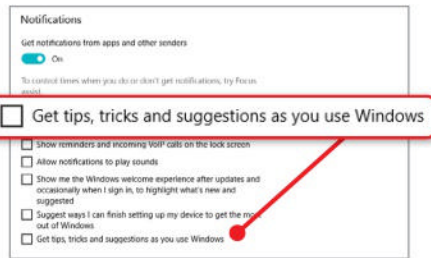 Notifications
Get notifications from apps and other senders
On
To control times when you do or don't get notifications, try Focus
assist
Get tips, tricks and suggestions as you use Windows
Show reminders and incoming VoIP calls on the lock screen
Allow notifications to play sounds
Show me the Windows welcome experience after updates and
occasionally when I sign in, to highlight what's new and
suggested
Suggest ways I can finish setting up my device to get the most
out of Windows
Get tips, tricks and suggestions as you use Windows